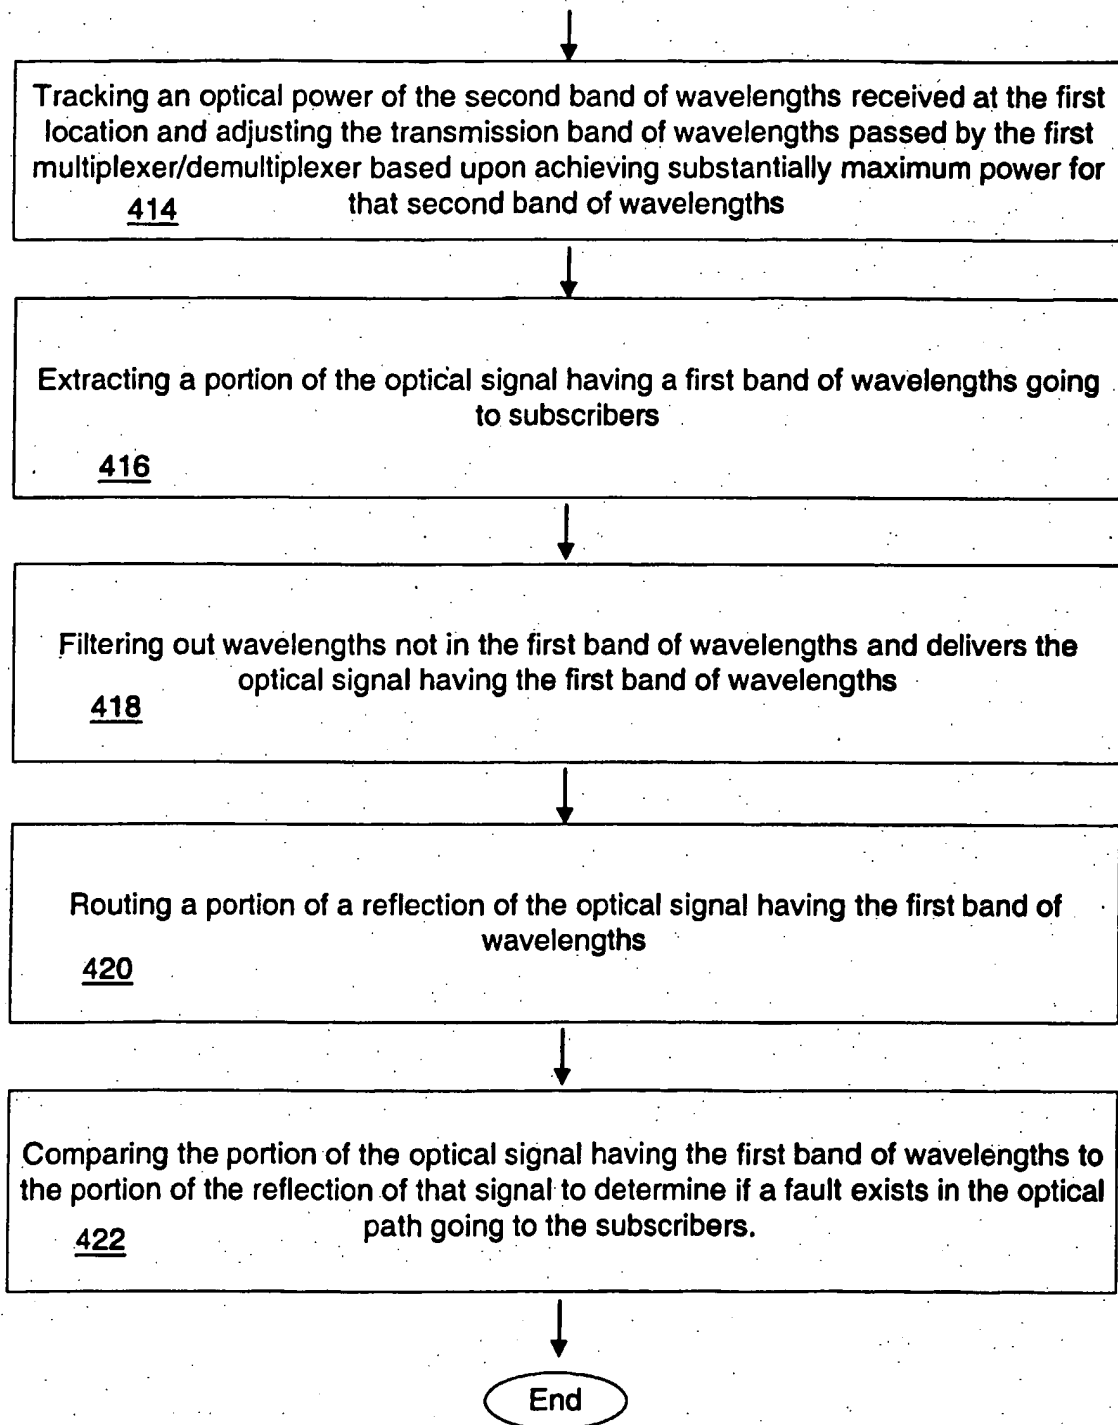 Tracking an optical power of the second band of wavelengths received at the first
location and adjusting the transmission band of wavelengths passed by the first
multiplexer/demultiplexer based upon achieving substantially maximum power for
414 that second band of wavelengths
Extracting a portion of the optical signal having a first band of wavelengths going
to subscribers
416
Filtering out wavelengths not in the first band of wavelengths and delivers the
optical signal having the first band of wavelengths
418
Routing a portion of a reflection of the optical signal having the first band of
wavelengths
420
Comparing the portion of the optical signal having the first band of wavelengths to
the portion of the reflection of that signal to determine if a fault exists in the optical
path going to the subscribers.
422
End